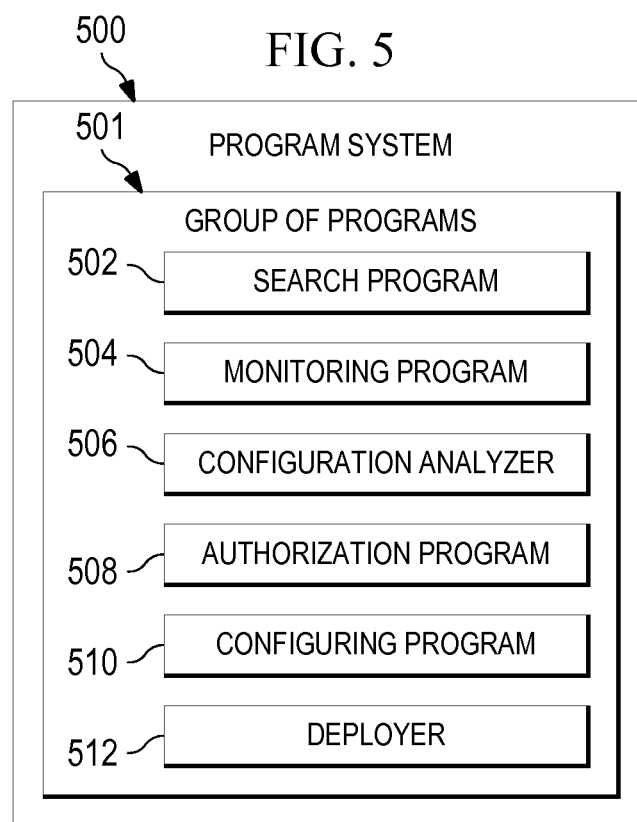 500
FIG. 5
501
PROGRAM SYSTEM
GROUP OF PROGRAMS
502
SEARCH PROGRAM
504
MONITORING PROGRAM
506
CONFIGURATION ANALYZER
508
AUTHORIZATION PROGRAM
510
CONFIGURING PROGRAM
512
DEPLOYER